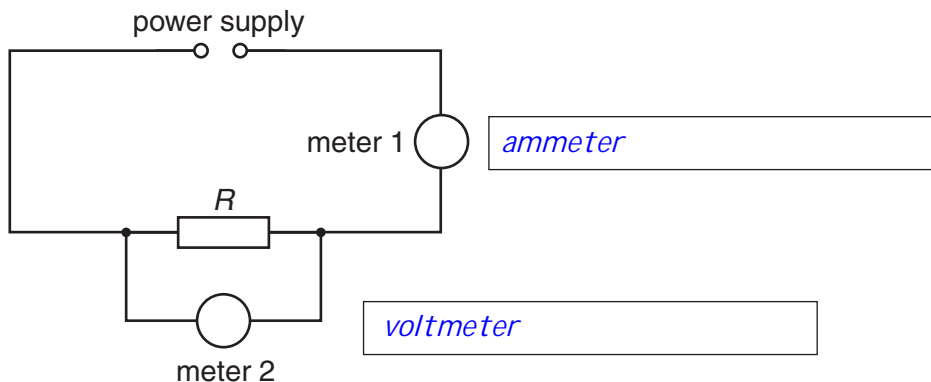 power supply
meter 1
ammeter
R
voltmeter
meter 2